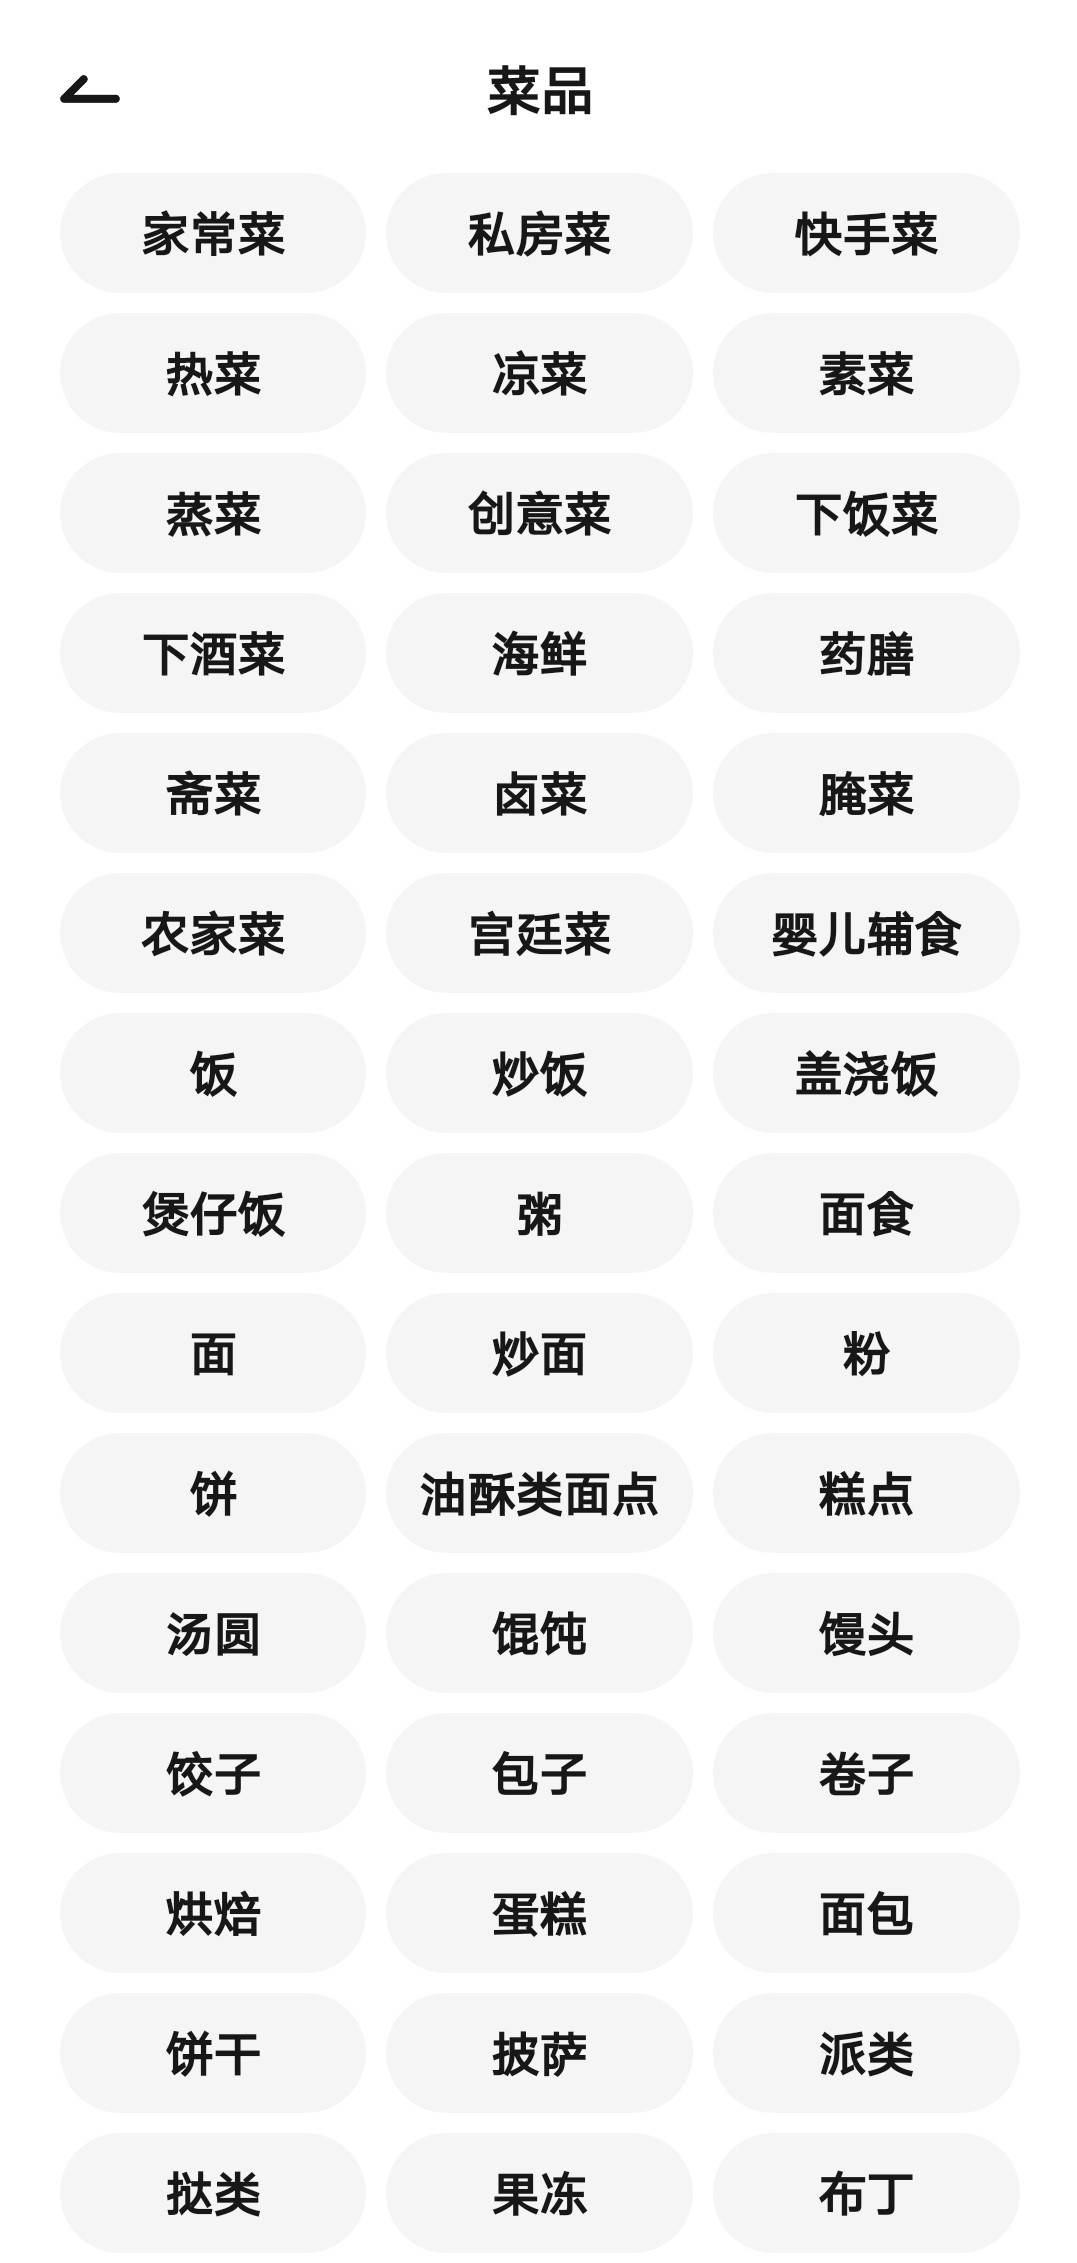 菜品
家常菜 私房菜 快手菜
热菜 凉菜 素菜
蒸菜 创意菜 下饭菜
下酒菜 海鲜 药膳
斋菜 卤菜 腌菜
农家菜 宫廷菜 婴儿辅食
饭 炒饭 盖浇饭
煲仔饭 粥 面食
面 炒面 粉
饼 油酥类面点 糕点
汤圆 馄饨 馒头
饺子 包子 卷子
烘焙 蛋糕 面包
饼干 披萨 派类
挞类 果冻 布丁